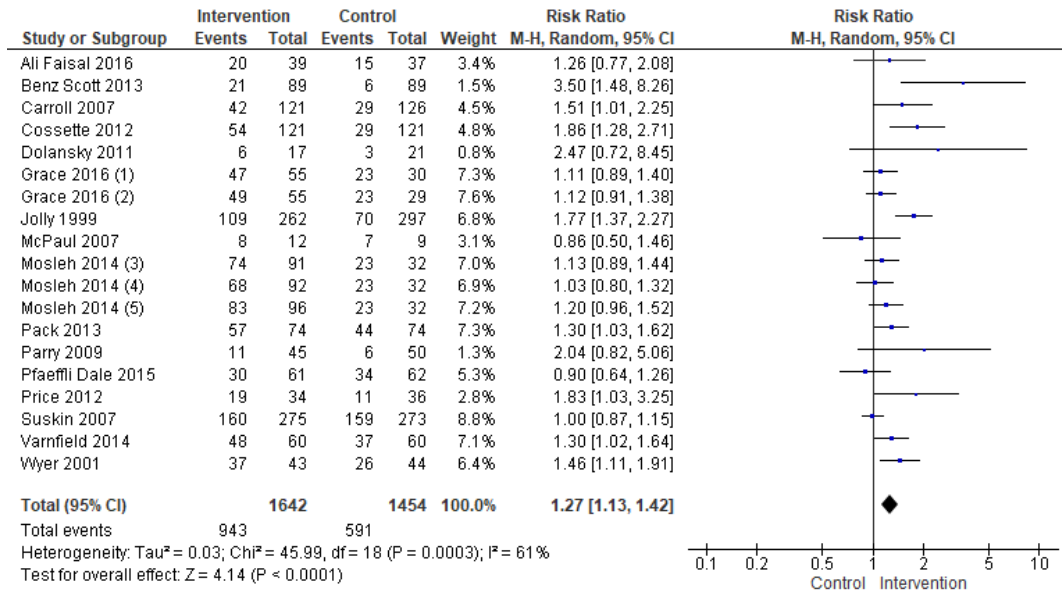 Intervention Control Risk Ratio Risk Ratio
Study or Subgroup Events Total Events Total Weight M-H, Random, 95% CI M-H, Random, 95% CI
Ali Faisal 2016 20 39 15 37 3.4% 1.26 [0.77, 2.08]
Benz Scott 2013 21 89 6 89 1.5% 3.50 [1.48, 8.26]
Carroll 2007 42 121 29 126 4.5% 1.51 [1.01, 2.25]
Cossette 2012 54 121 29 121 4.8% 1.86 [1.28, 2.71]
Dolansky 2011 6 17 3 21 0.8% 2.47 [0.72, 8.45]
Grace 2016 (1) 47 55 23 30 7.3% 1.11 [0.89, 1.40]
Grace 2016 (2) 49 55 23 29 7.6% 1.12 [0.91, 1.38]
Jolly 1999 109 262 70 297 6.8% 1.77 [1.37, 2.27]
McPaul 2007 8 12 7 9 3.1% 0.86 [0.50, 1.46]
Mosleh 2014 (3) 74 91 23 32 7.0% 1.13 [0.89, 1.44]
Mosleh 2014 (4) 68 92 23 32 6.9% 1.03 [0.80, 1.32]
Mosleh 2014 (5) 83 96 23 32 7.2% 1.20 [0.96, 1.52]
Pack 2013 57 74 44 74 7.3% 1.30 [1.03, 1.62]
Parry 2009 11 45 6 50 1.3% 2.04 [0.82, 5.06]
Pfaeffli Dale 2015 30 61 34 62 5.3% 0.90 [0.64, 1.26]
Price 2012 19 34 11 36 2.8% 1.83 [1.03, 3.25]
Suskin 2007 160 275 159 273 8.8% 1.00 [0.87, 1.15]
Varnfield 2014 48 60 37 60 7.1% 1.30 [1.02, 1.64]
Wyer 2001 37 43 26 44 6.4% 1.46 [1.11, 1.91]
Total (95% CI) 1642 1454 100.0% 1.27 [1.13, 1.42]
Total events 943 591
Heterogeneity: Tau² = 0.03; Chi² = 45.99, df = 18 (P = 0.0003); I² = 61%
Test for overall effect: Z = 4.14 (P < 0.0001)
0.1 0.2 0.5 1 2 5 10
Control Intervention